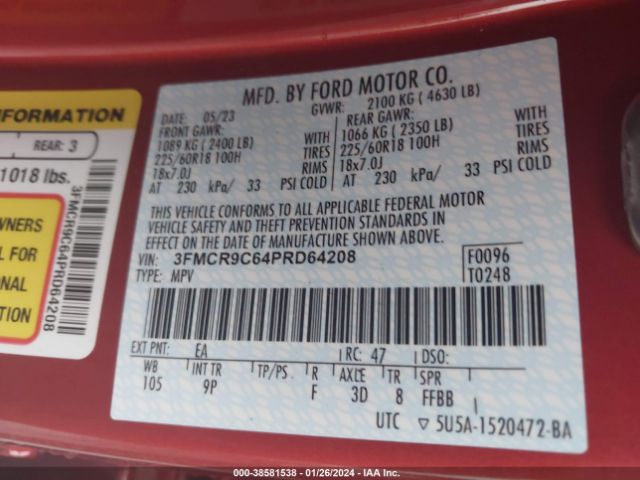 NFORMATION
REAR: 3
1018 lbs.
WNERS
L FOR
ONAL
TION
3FMCR9C64PRD64208
MFD. BY FORD MOTOR CO.
DATE: 05/23 GVWR: 2100 KG ( 4630 LB)
FRONT GAWR: REAR GAWR:
1089 KG ( 2400 LB) WITH 1066 KG ( 2350 LB) WITH
225/60R18 100H TIRES 225/60R18 100H TIRES
18x7.0J RIMS 18x7.0J RIMS
AT 230 kPa/ 33 PSI COLD AT 230 kPa/ 33 PSI COLD
THIS VEHICLE CONFORMS TO ALL APPLICABLE FEDERAL MOTOR
VEHICLE SAFETY AND THEFT PREVENTION STANDARDS IN
EFFECT ON THE DATE OF MANUFACTURE SHOWN ABOVE.
VIN: 3FMCR9C64PRD64208 F0096
TYPE: MPV T0248
EXT PNT: EA RC: 47 DSO:
WB TP/PS R AXLE TR SPR
105 9P F 3D 8 FFBB
UTC ▽ 5U5A-1520472-BA
000-38581538 - 01/26/2024 - IAA Inc.